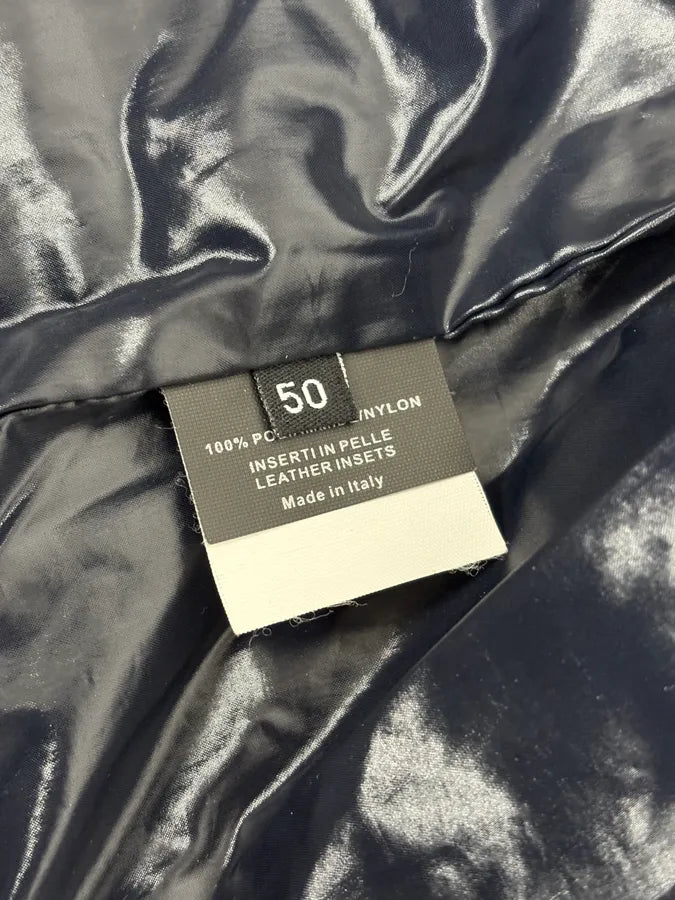 50
100% PO /NYLON
INSERTI IN PELLE
LEATHER INSETS
Made in Italy